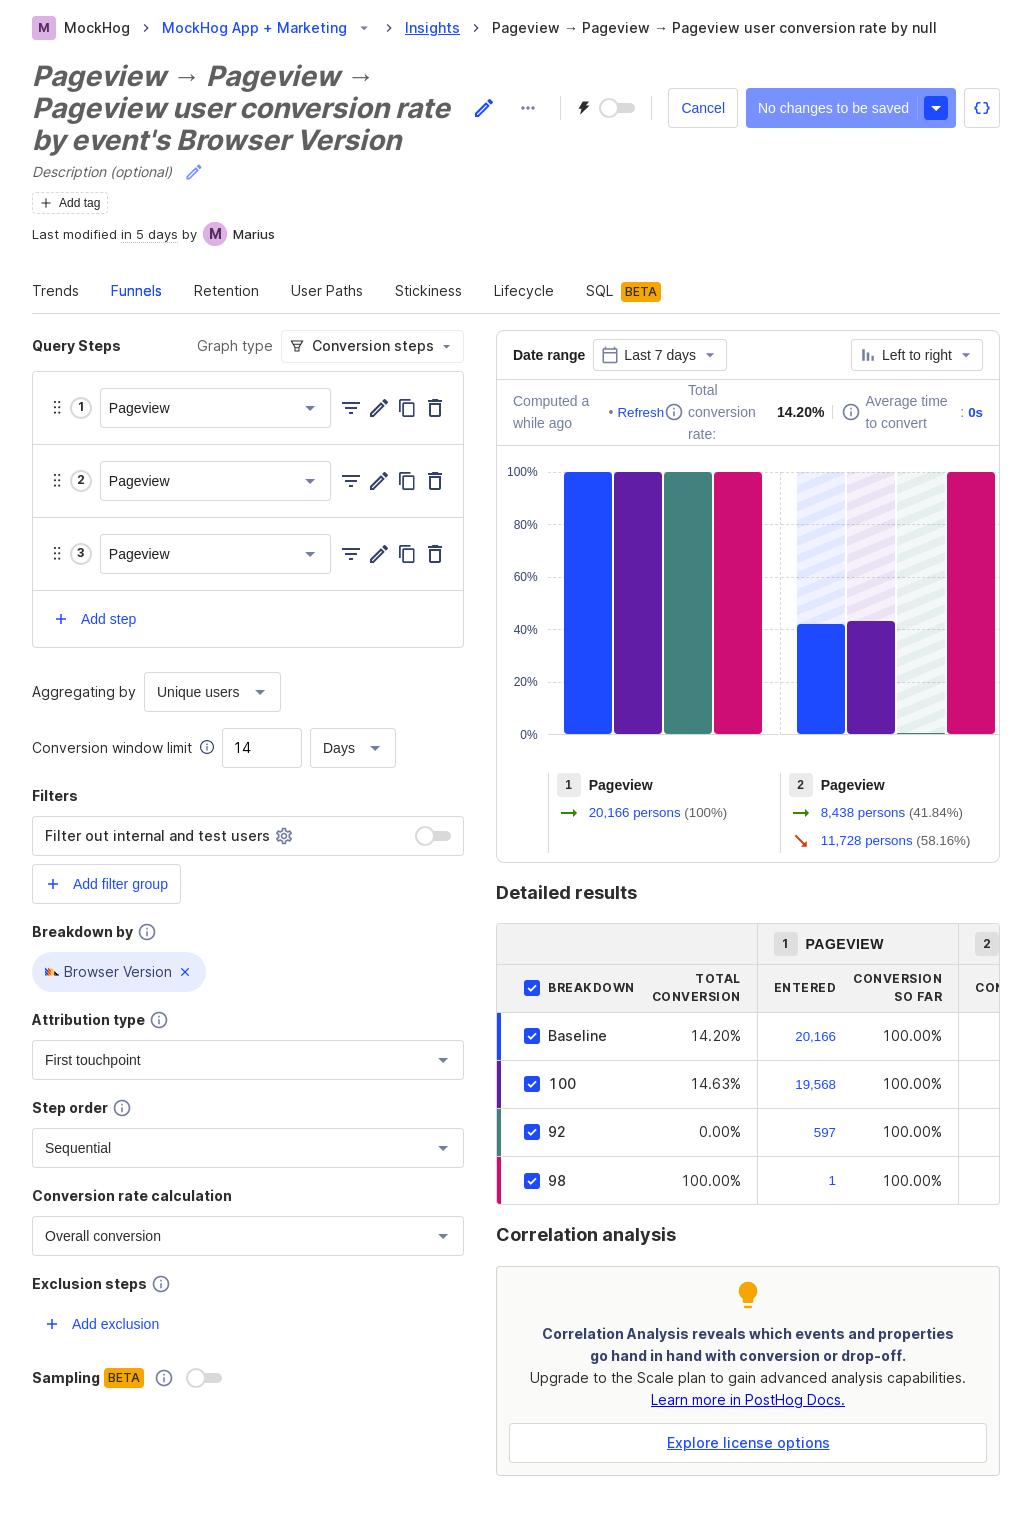 M MockHog > MockHog App + Marketing > Insights > Pageview → Pageview → Pageview user conversion rate by null
Pageview → Pageview →
Pageview user conversion rate
by event's Browser Version
Cancel
No changes to be saved
Description (optional)
Add tag
Last modified in 5 days by M Marius
Trends Funnels Retention User Paths Stickiness Lifecycle SQL BETA
Query Steps Graph type Conversion steps
1 Pageview
2 Pageview
3 Pageview
+ Add step
Aggregating by Unique users
Conversion window limit 14 Days
Filters
Filter out internal and test users
+ Add filter group
Breakdown by
Browser Version
Attribution type
First touchpoint
Step order
Sequential
Conversion rate calculation
Overall conversion
Exclusion steps
+ Add exclusion
Sampling BETA
Date range Last 7 days Left to right
Computed a
while ago
• Refresh
Total
conversion
rate:
14.20%
Average time
to convert
: 0s
100%
80%
60%
40%
20%
0%
1 Pageview
20,166 persons (100%)
2 Pageview
8,438 persons (41.84%)
11,728 persons (58.16%)
Detailed results
1 PAGEVIEW 2
BREAKDOWN TOTAL CONVERSION ENTERED CONVERSION SO FAR
Baseline 14.20% 20,166 100.00%
100 14.63% 19,568 100.00%
92 0.00% 597 100.00%
98 100.00% 1 100.00%
Correlation analysis
Correlation Analysis reveals which events and properties
go hand in hand with conversion or drop-off.
Upgrade to the Scale plan to gain advanced analysis capabilities.
Learn more in PostHog Docs.
Explore license options